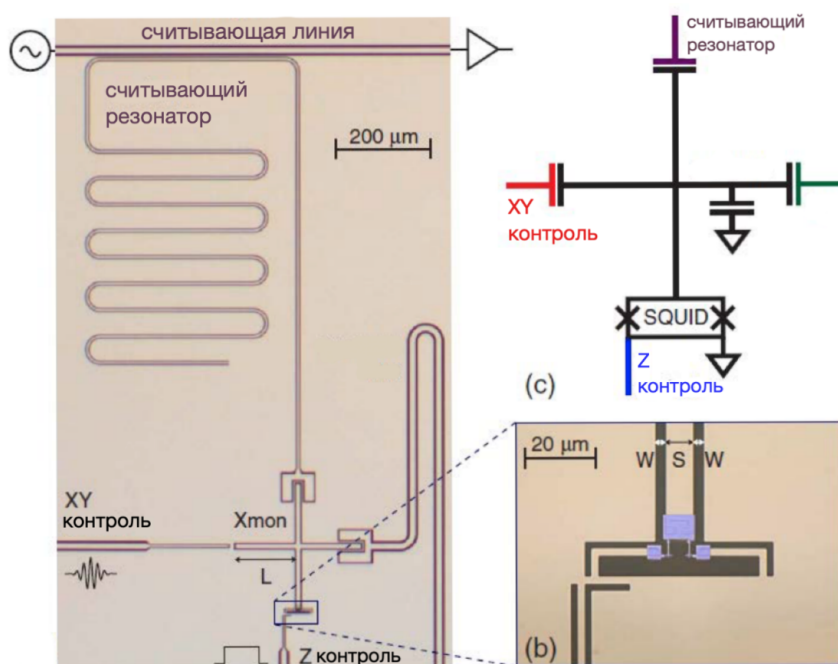 считывающая линия
считывающий
резонатор
200 µm
XY
контроль
Xmon
L
Z контроль
считывающий
резонатор
XY
контроль
SQUID
Z
контроль
(c)
20 µm
W S W
(b)